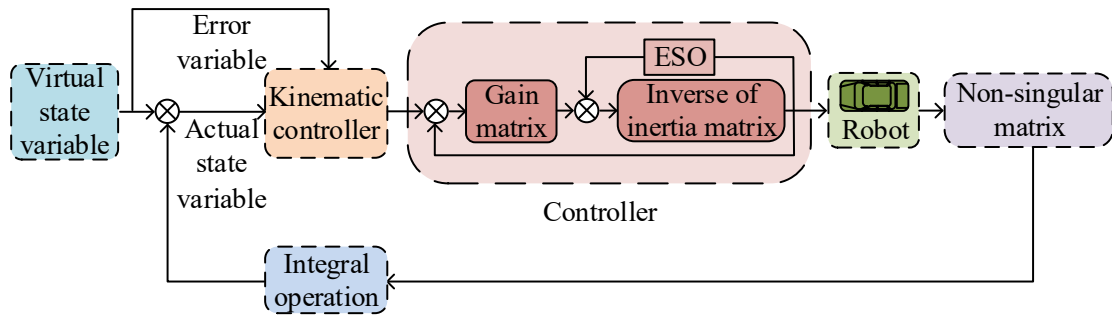 Error
variable
Virtual
state
variable
Actual
state
variable
Kinematic
controller
ESO
Gain
matrix
Inverse of
inertia matrix
Controller
Robot
Non-singular
matrix
Integral
operation